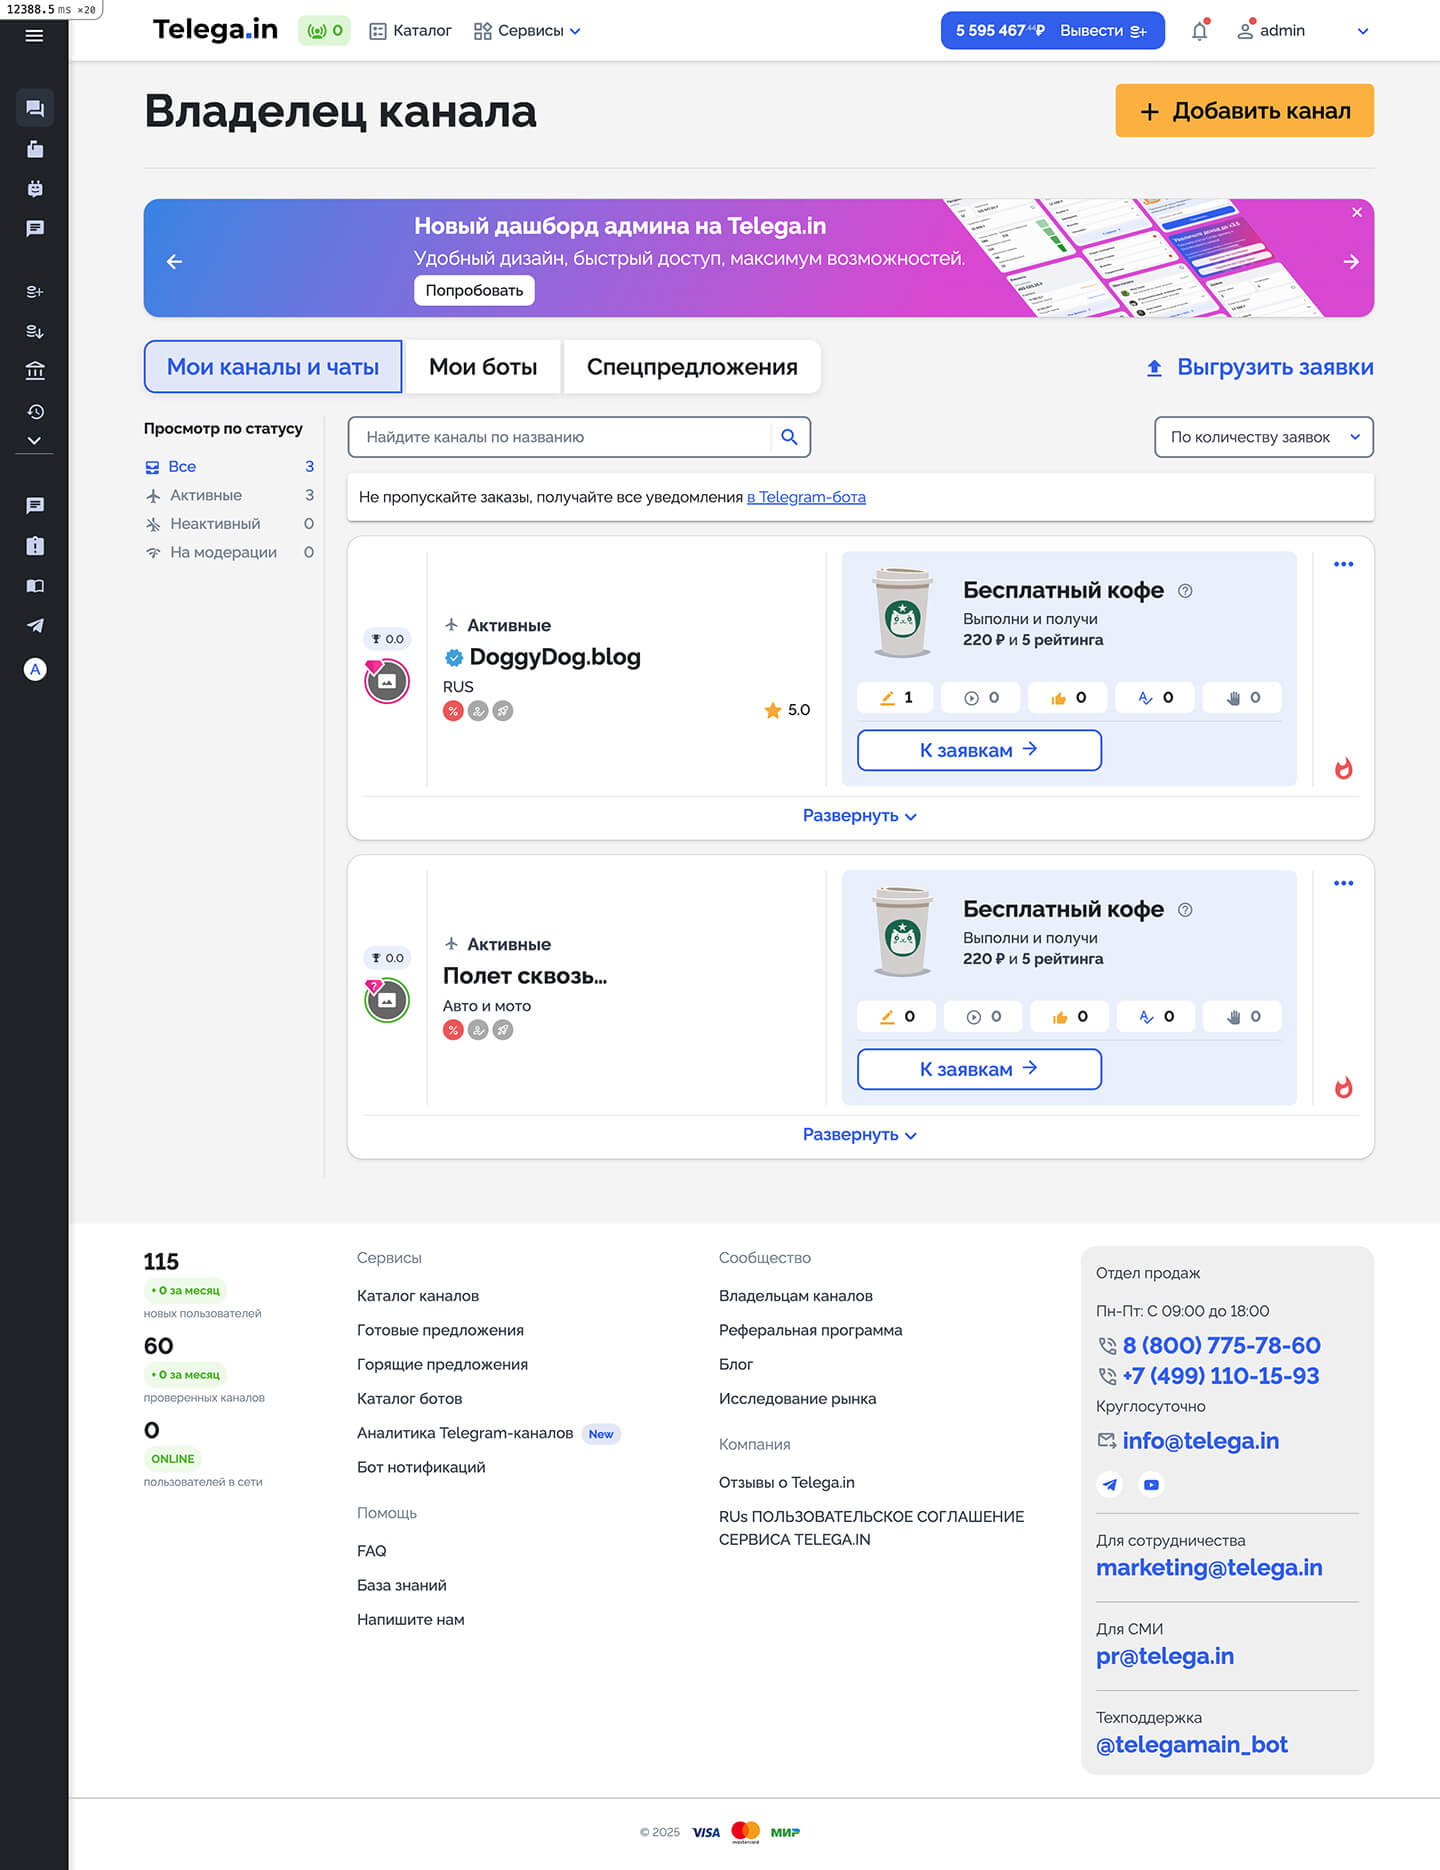 12388.5 ms ×20
Telega.in
0
Каталог
Сервисы
5 595 467,44 ₽ Вывести
admin
Владелец канала
+ Добавить канал
Новый дашборд админа на Telega.in
Удобный дизайн, быстрый доступ, максимум возможностей.
Попробовать
Мои каналы и чаты
Мои боты
Спецпредложения
Выгрузить заявки
Просмотр по статусу
Все 3
Активные 3
Неактивный 0
На модерации 0
Найдите каналы по названию
По количеству заявок
Не пропускайте заказы, получайте все уведомления в Telegram-бота
0.0
Активные
DoggyDog.blog
RUS
5.0
Бесплатный кофе
Выполни и получи
220 ₽ и 5 рейтинга
1 0 0 0 0
К заявкам
Развернуть
0.0
Активные
Полет сквозь...
Авто и мото
Бесплатный кофе
Выполни и получи
220 ₽ и 5 рейтинга
0 0 0 0 0
К заявкам
Развернуть
115
+ 0 за месяц
новых пользователей
60
+ 0 за месяц
проверенных каналов
0
ONLINE
пользователей в сети
Сервисы
Каталог каналов
Готовые предложения
Горящие предложения
Каталог ботов
Аналитика Telegram-каналов New
Бот нотификаций
Помощь
FAQ
База знаний
Напишите нам
Сообщество
Владельцам каналов
Реферальная программа
Блог
Исследование рынка
Компания
Отзывы о Telega.in
RUs ПОЛЬЗОВАТЕЛЬСКОЕ СОГЛАШЕНИЕ
СЕРВИСА TELEGA.IN
Отдел продаж
Пн-Пт: С 09:00 до 18:00
8 (800) 775-78-60
+7 (499) 110-15-93
Круглосуточно
info@telega.in
Для сотрудничества
marketing@telega.in
Для СМИ
pr@telega.in
Техподдержка
@telegamain_bot
A
© 2025 VISA mastercard МИР